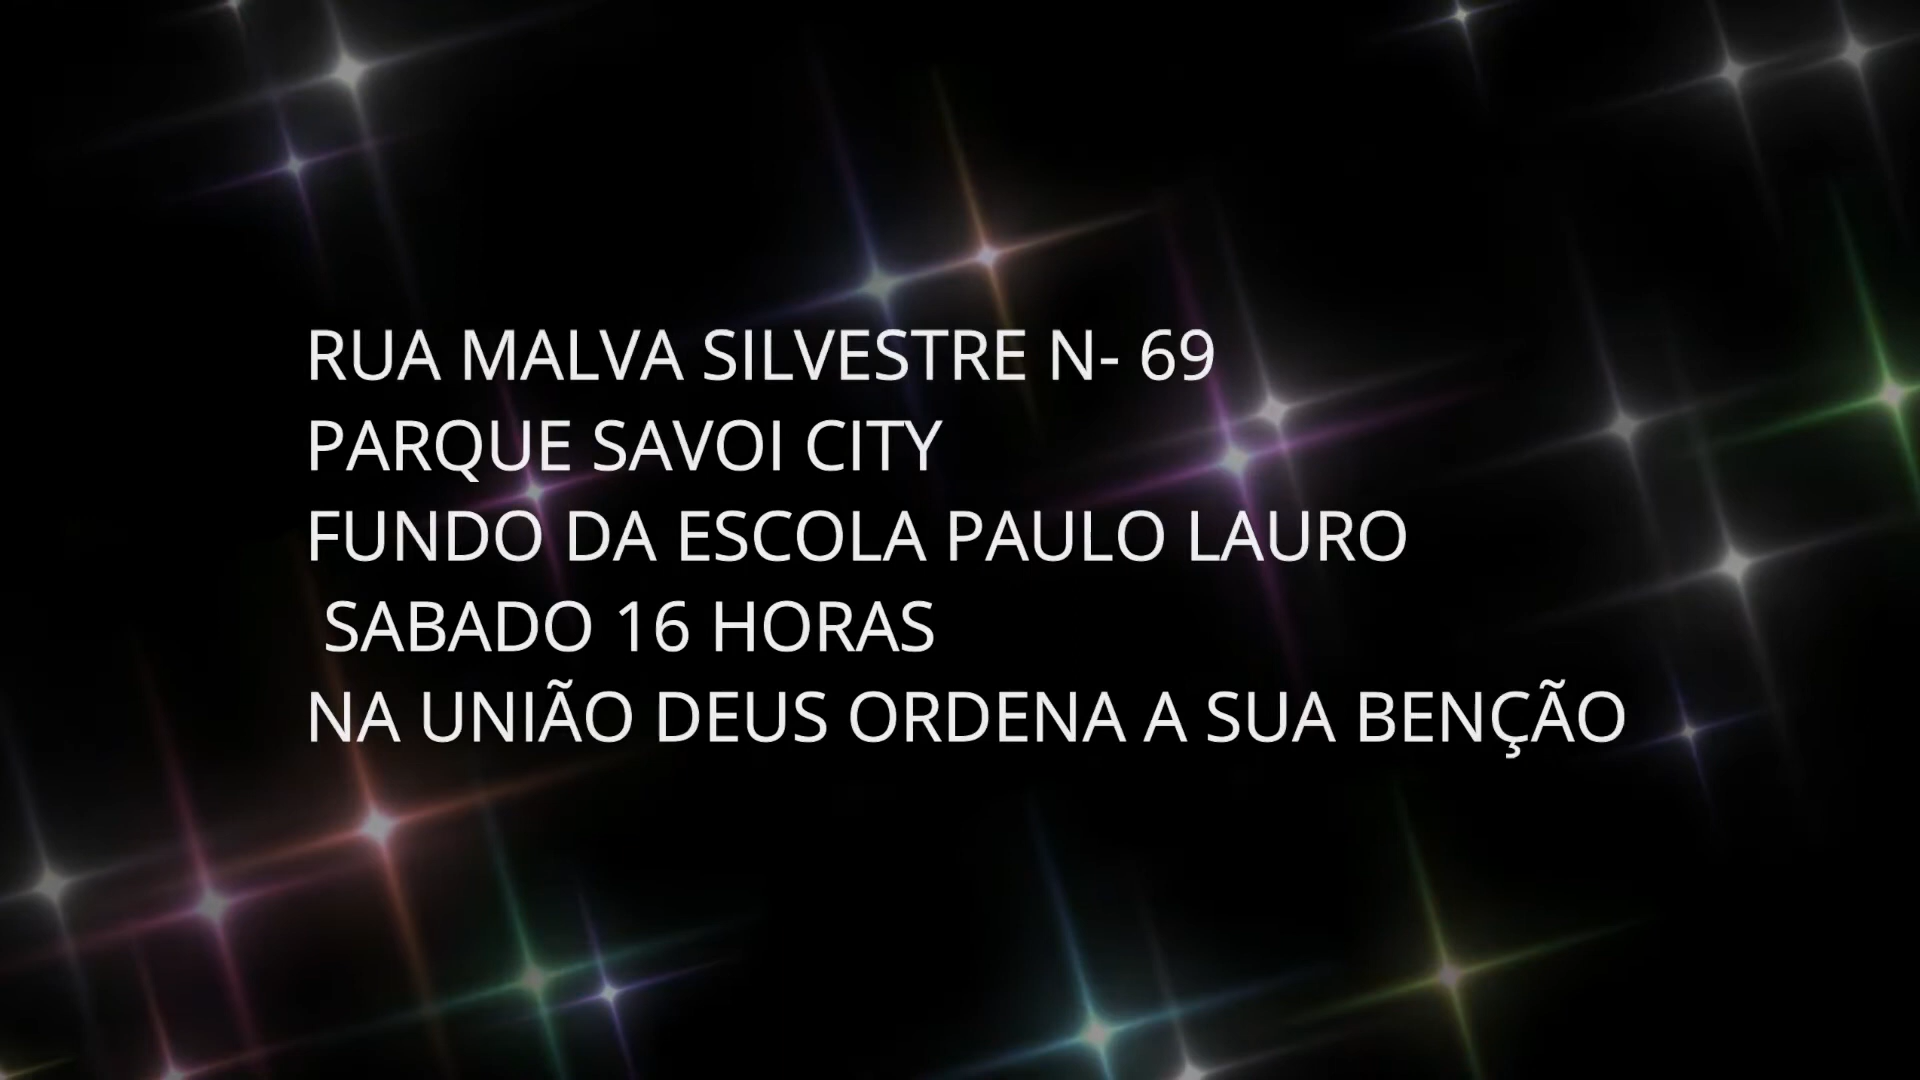 RUA MALVA SILVESTRE N- 69
PARQUE SAVOI CITY
FUNDO DA ESCOLA PAULO LAURO
SABADO 16 HORAS
NA UNIÃO DEUS ORDENA A SUA BENÇÃO